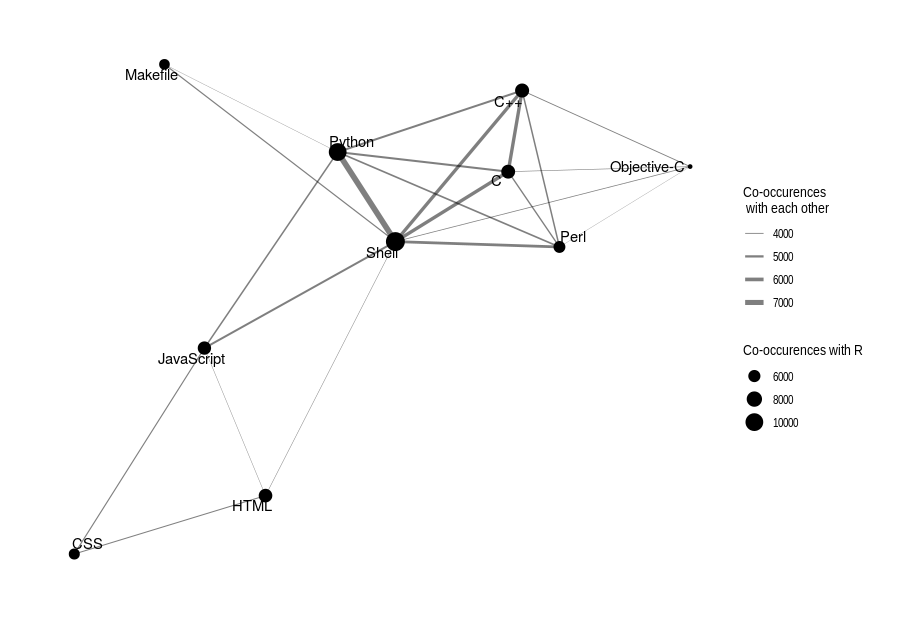 Makefile
C++
Python
Objective-C
C
Perl
Shell
JavaScript
HTML
CSS
Co-occurences
with each other
4000
5000
6000
7000
Co-occurences with R
6000
8000
10000